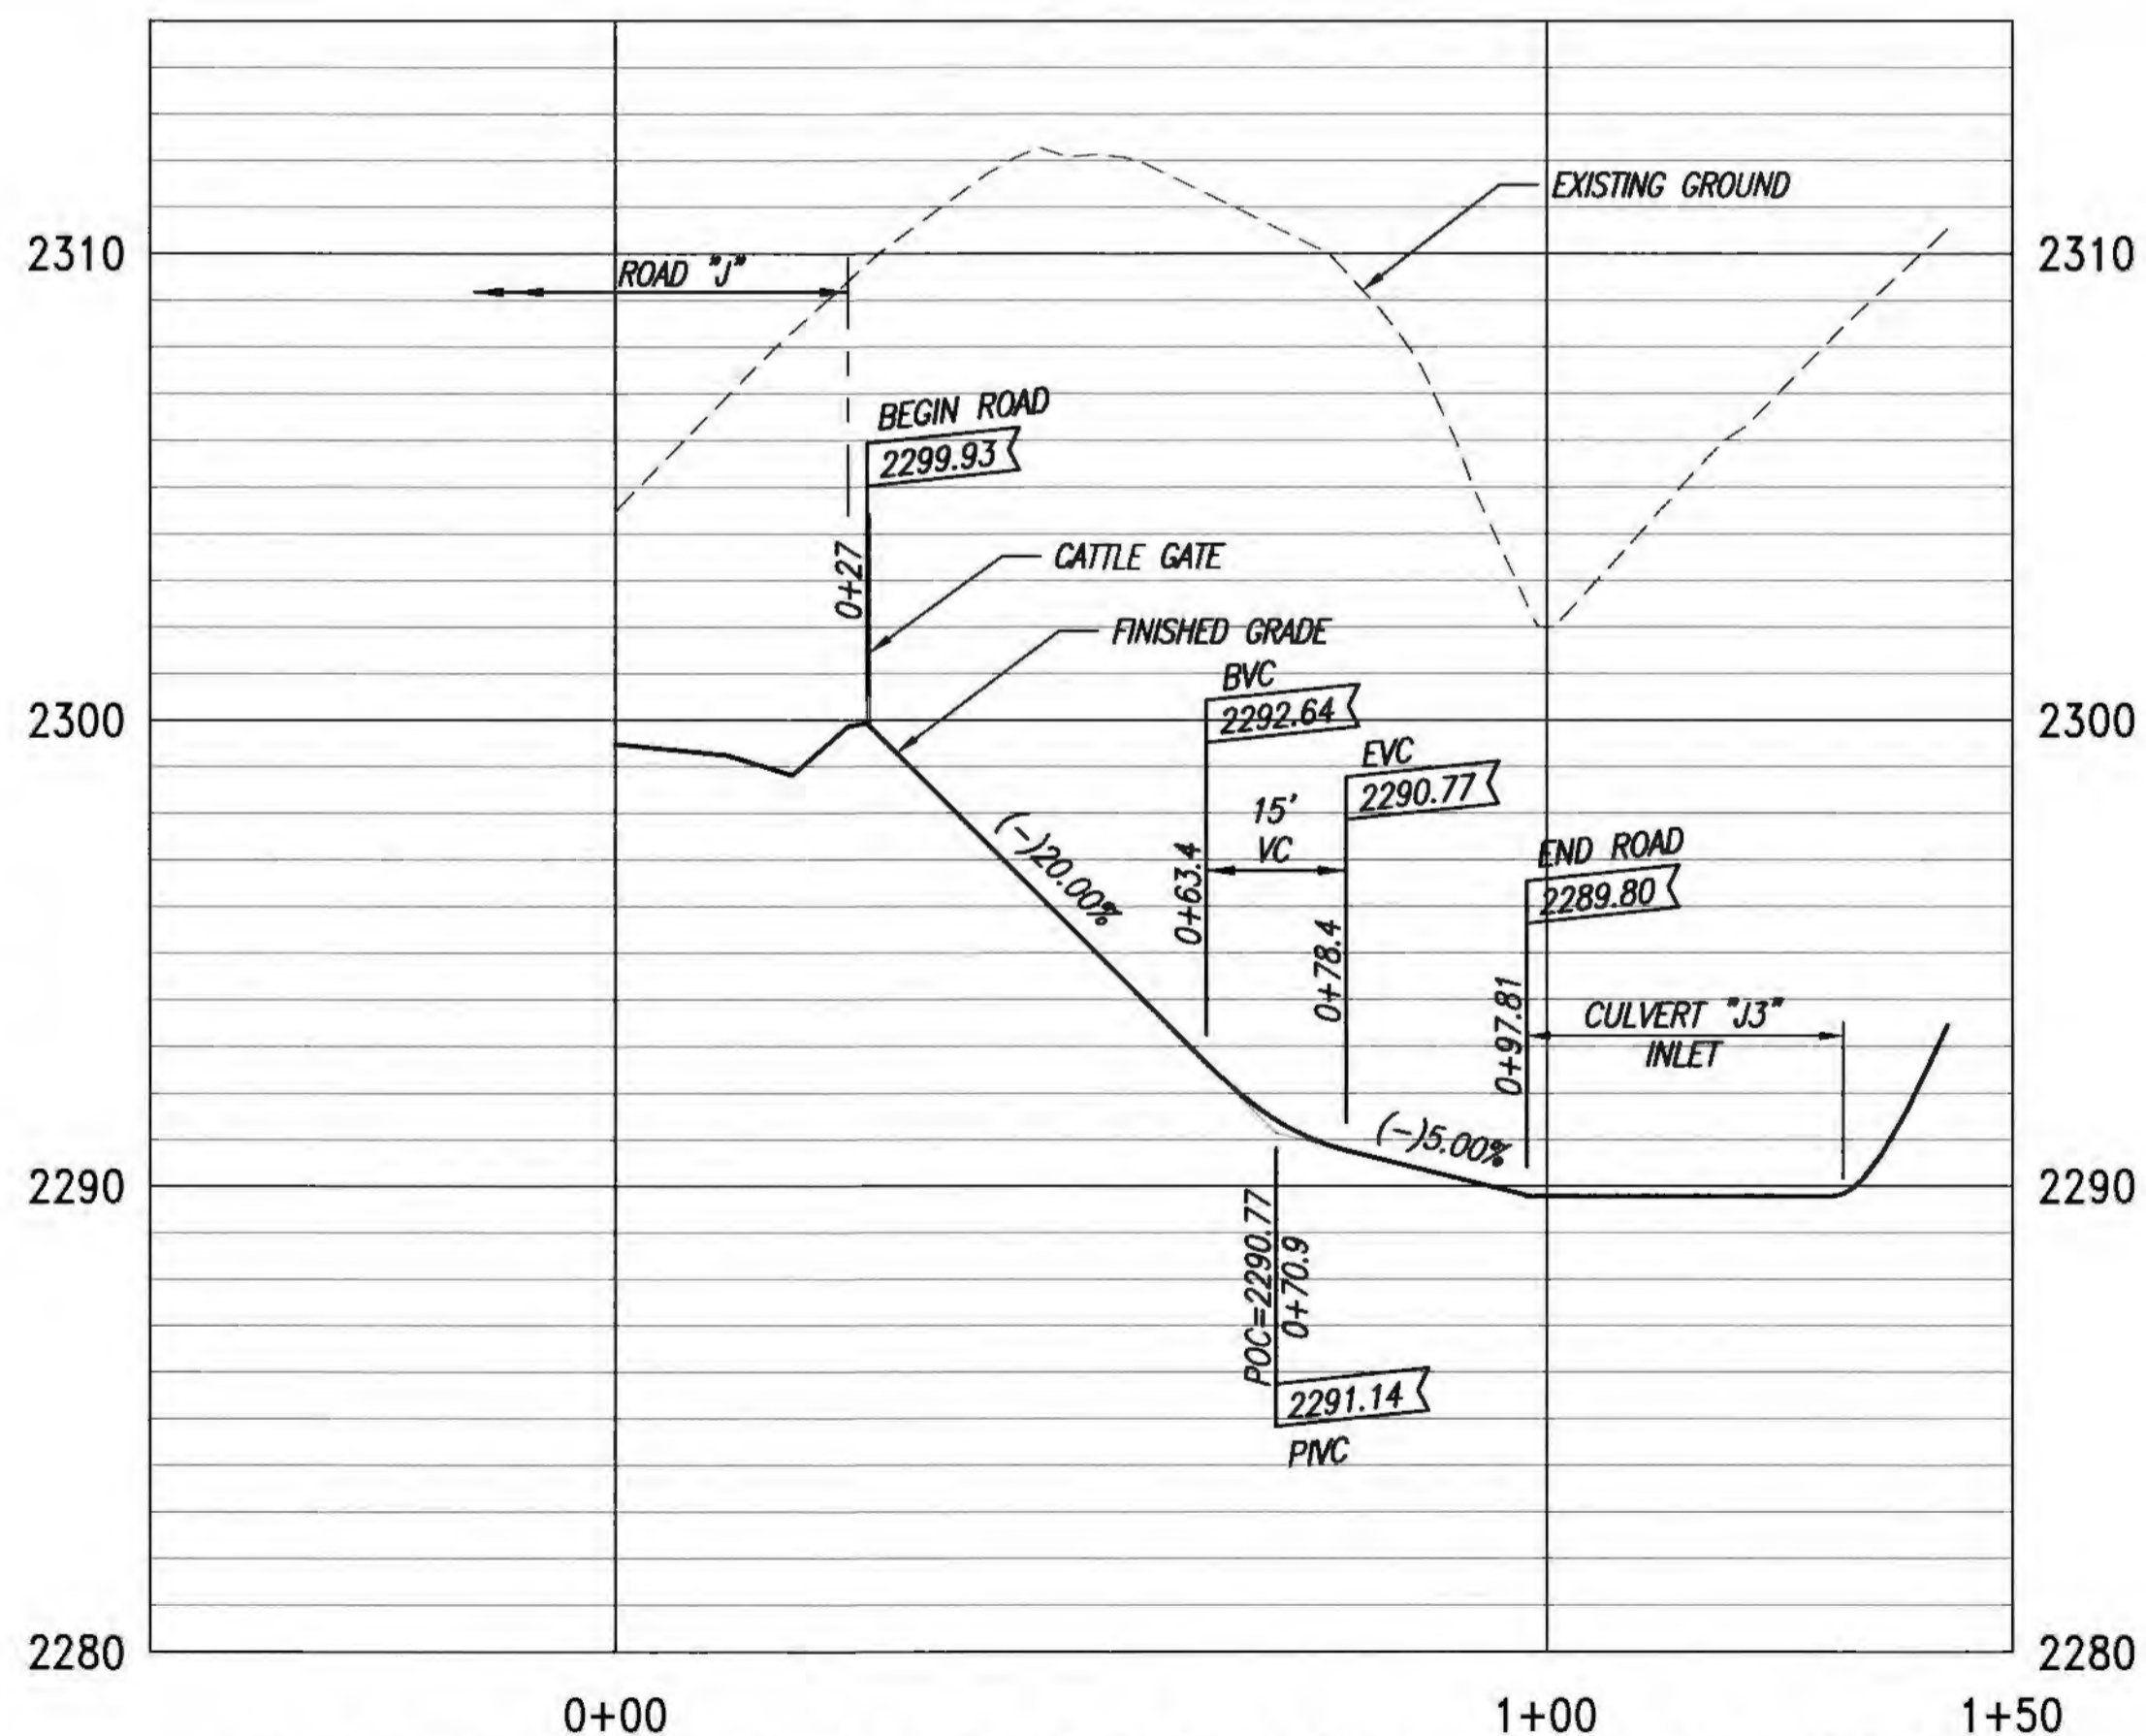 EXISTING GROUND
2310
2310
ROAD "J"
BEGIN ROAD
2299.93
0+27
CATTLE GATE
FINISHED GRADE
BVC
2292.64
2300
2300
EVC
2290.77
15'
VC
0+63.4
(-)20.00%
END ROAD
2289.80
0+78.4
0+97.81
CULVERT "J3"
INLET
(-)5.00%
2290
2290
POC=2290.77
0+70.9
2291.14
PIVC
2280
2280
0+00
1+00
1+50